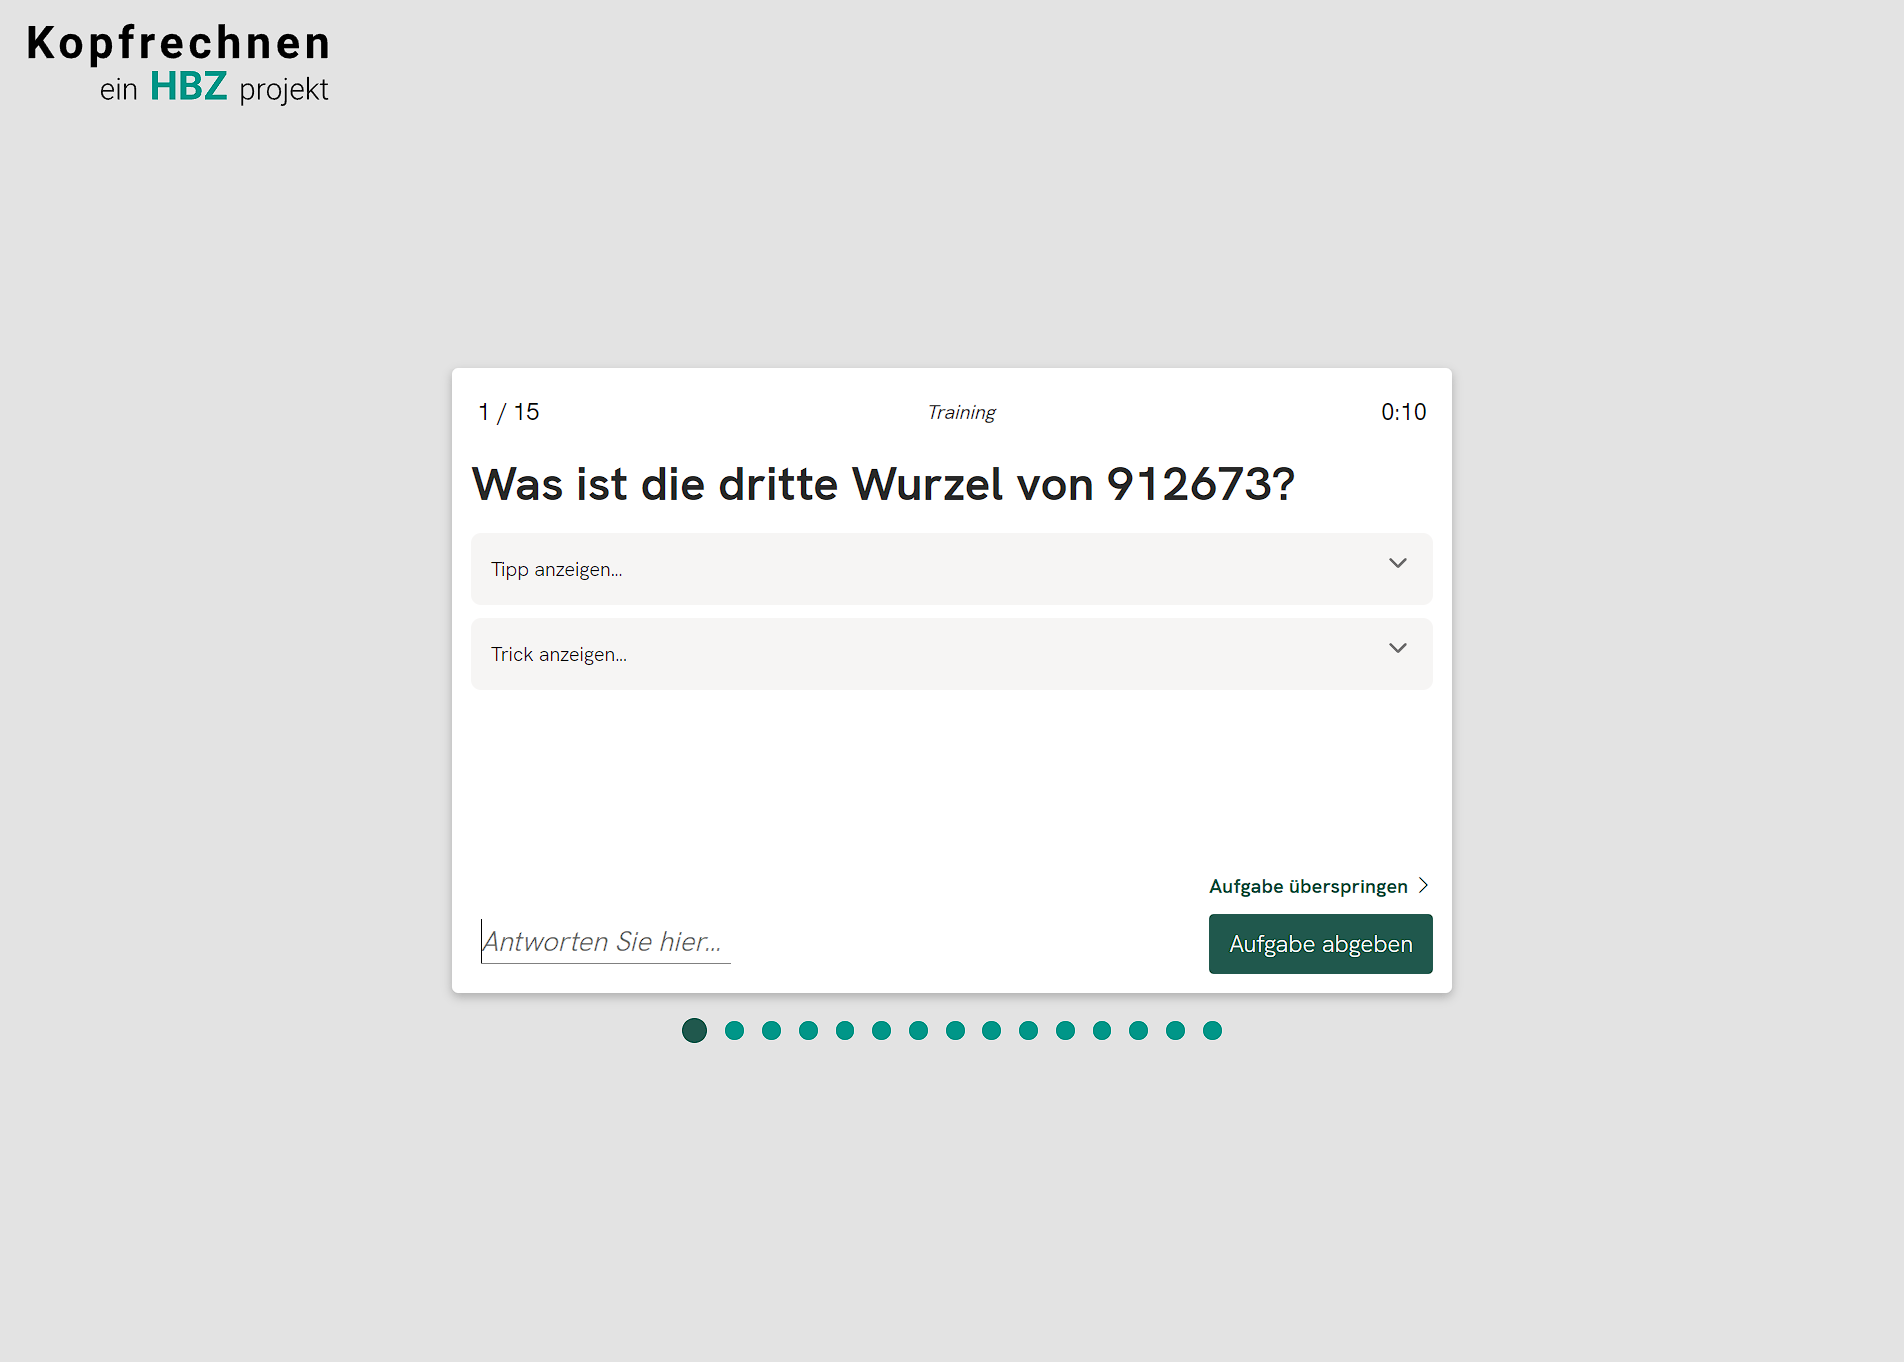 Kopfrechnen
ein HBZ projekt
1 / 15
Training
0:10
Was ist die dritte Wurzel von 912673?
Tipp anzeigen...
Trick anzeigen...
Aufgabe überspringen
Antworten Sie hier...
Aufgabe abgeben